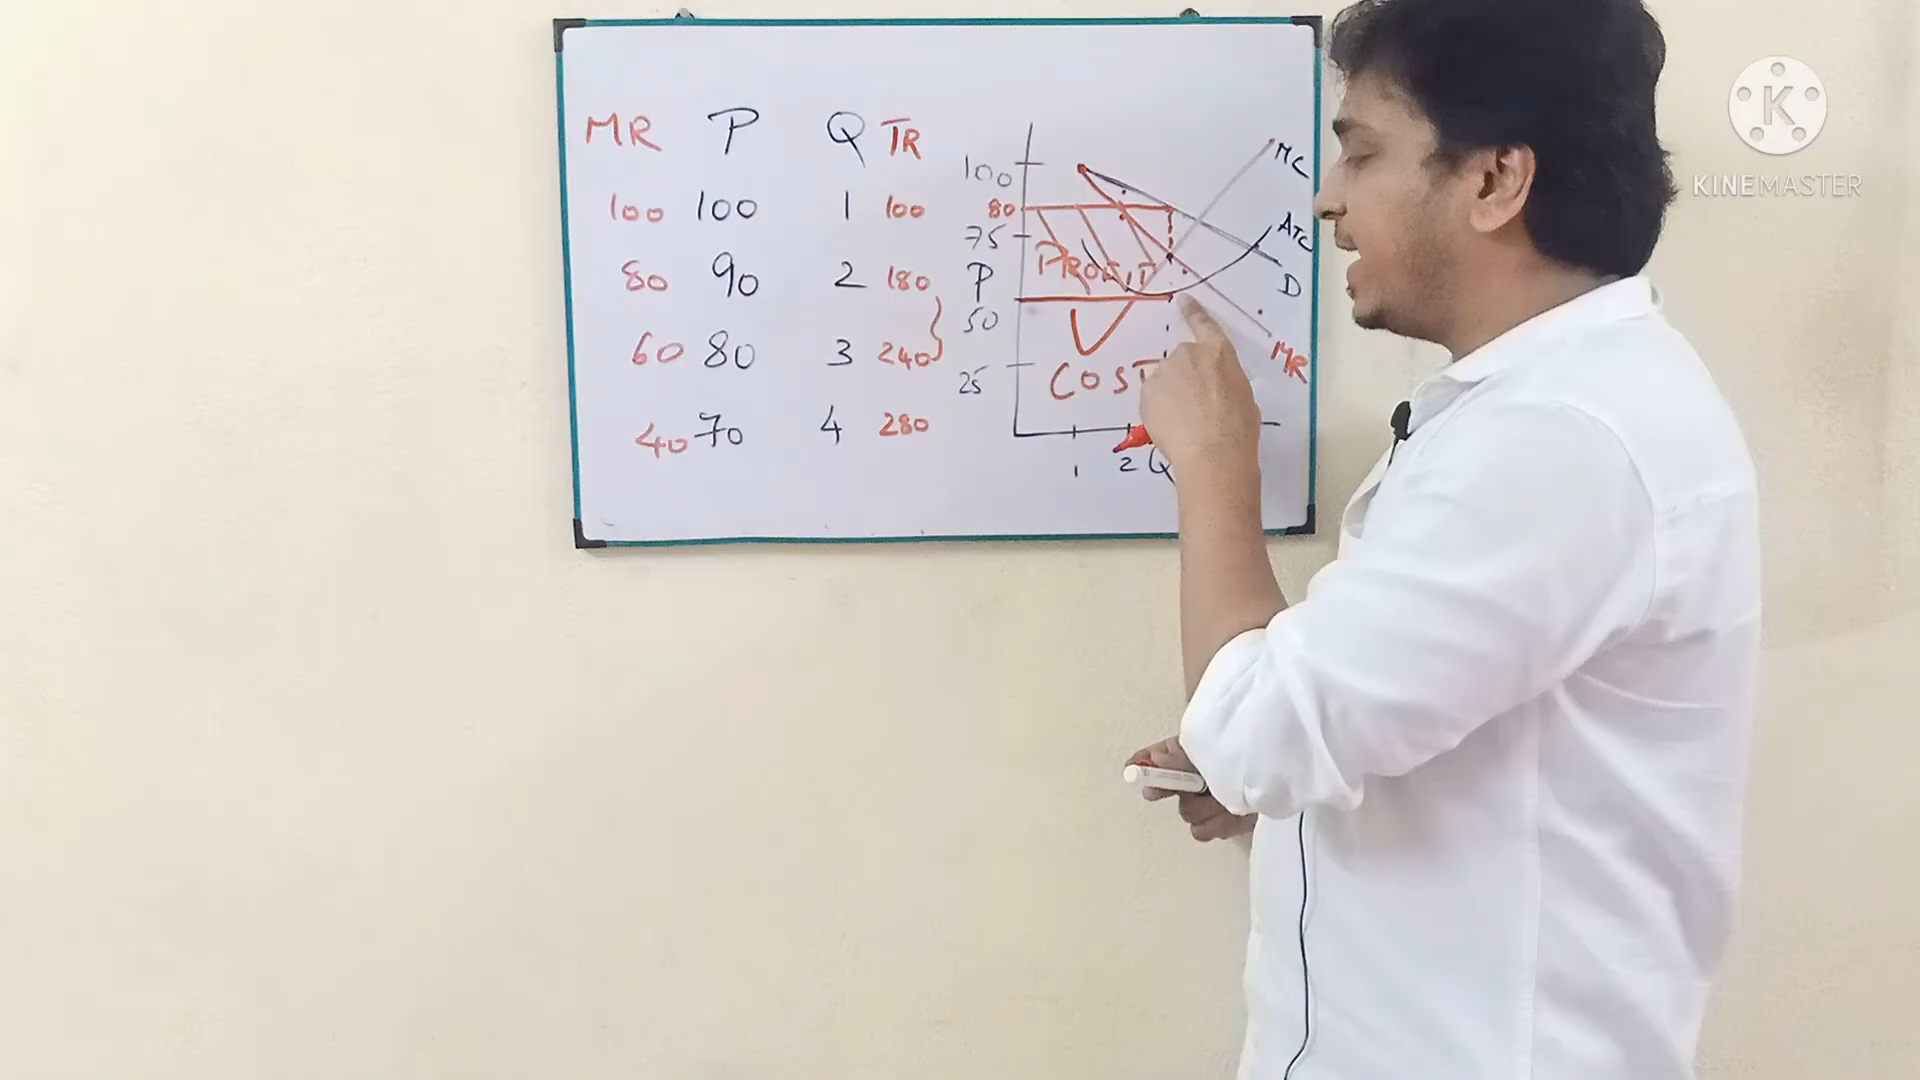 MR P Q TR
100 100 1 100
80 90 2 180
60 80 3 240
40 70 4 280
100
80
75
P
50
25
MC
ATC
D
MR
PROFIT
COST
1 2 Q
K
KINEMASTER